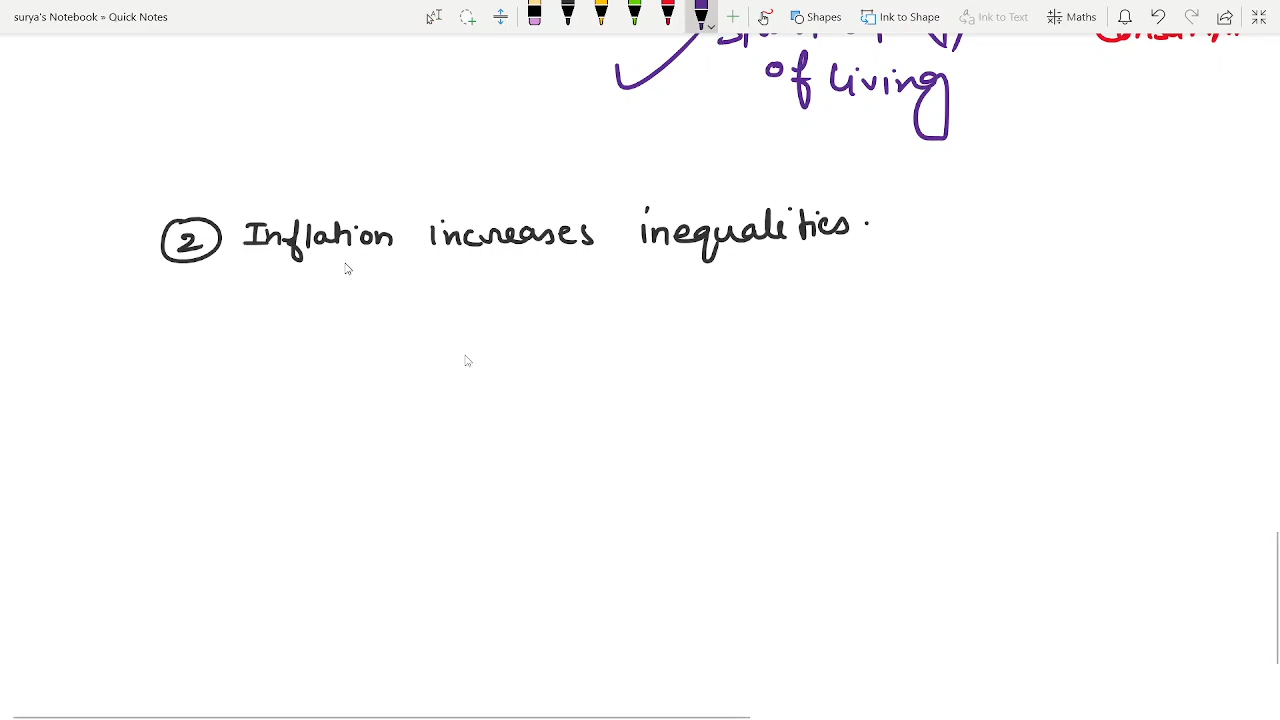 surya's Notebook » Quick Notes
Shapes
Ink to Shape
Ink to Text
Maths
of living
2 Inflation increases inequalities.